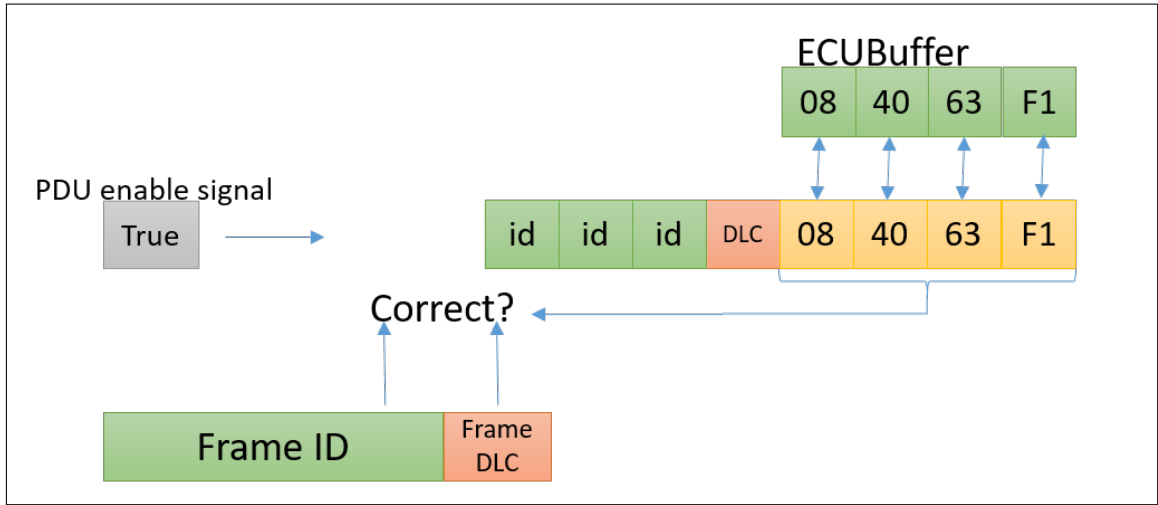 ECUBuffer
08 40 63 F1
PDU enable signal
True
id id id DLC 08 40 63 F1
Correct?
Frame ID
Frame
DLC